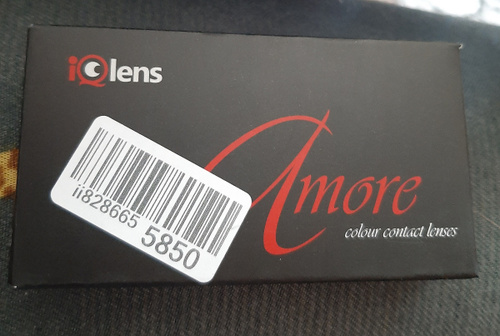 iQlens
Amore
colour contact lenses
ii828665
5850